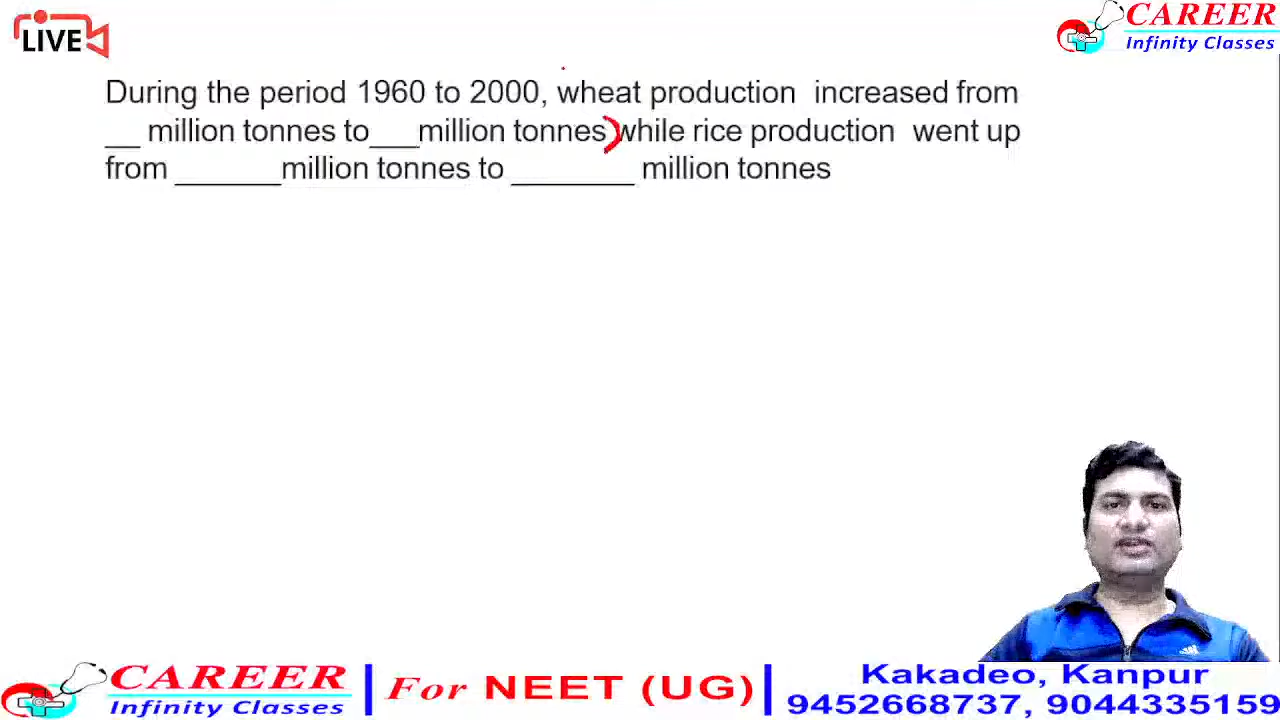 LIVE
CAREER
Infinity Classes
During the period 1960 to 2000, wheat production increased from
__ million tonnes to___million tonnes while rice production went up
from ______million tonnes to _______ million tonnes
CAREER
Infinity Classes
For NEET (UG)
Kakadeo, Kanpur
9452668737, 9044335159